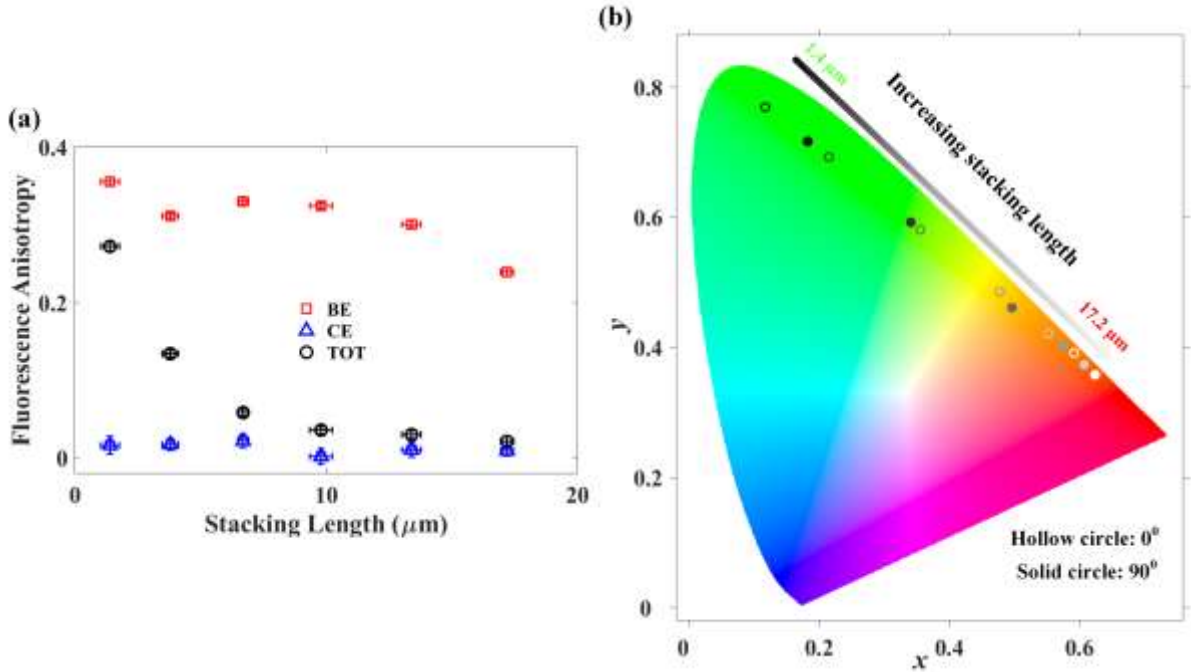 (a)
0.4
0.2
0
Fluorescence Anisotropy
BE
CE
TOT
0
10
20
Stacking Length (μm)
(b)
0.8
0.6
0.4
0.2
0
y
1.4 μm
Increasing stacking length
17.2 μm
Hollow circle: 0⁰
Solid circle: 90⁰
0
0.2
0.4
0.6
x